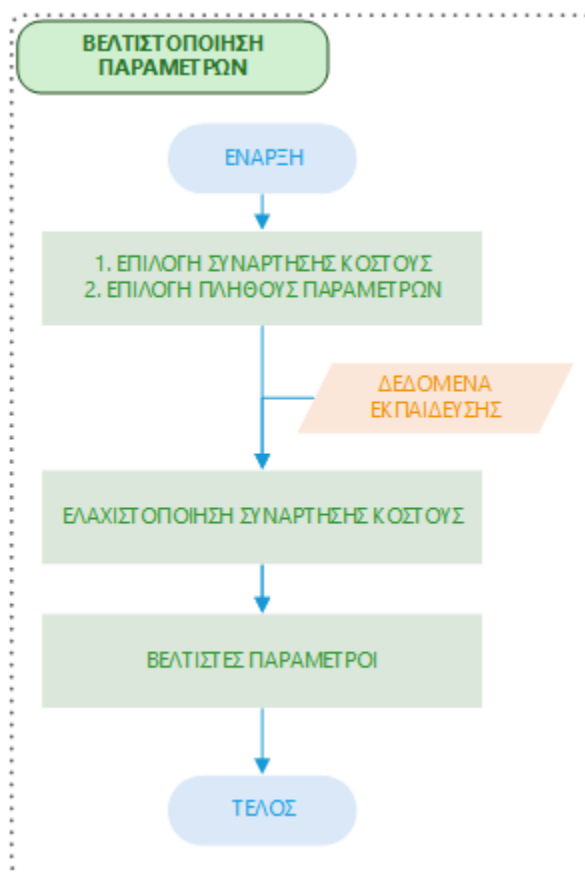 ΒΕΛΤΙΣΤΟΠΟΙΗΣΗ
ΠΑΡΑΜΕΤΡΩΝ
ΕΝΑΡΞΗ
1. ΕΠΙΛΟΓΗ ΣΥΝΑΡΤΗΣΗΣ ΚΟΣΤΟΥΣ
2. ΕΠΙΛΟΓΗ ΠΛΗΘΟΥΣ ΠΑΡΑΜΕΤΡΩΝ
ΔΕΔΟΜΕΝΑ
ΕΚΠΑΙΔΕΥΣΗΣ
ΕΛΑΧΙΣΤΟΠΟΙΗΣΗ ΣΥΝΑΡΤΗΣΗΣ ΚΟΣΤΟΥΣ
ΒΕΛΤΙΣΤΕΣ ΠΑΡΑΜΕΤΡΟΙ
ΤΕΛΟΣ